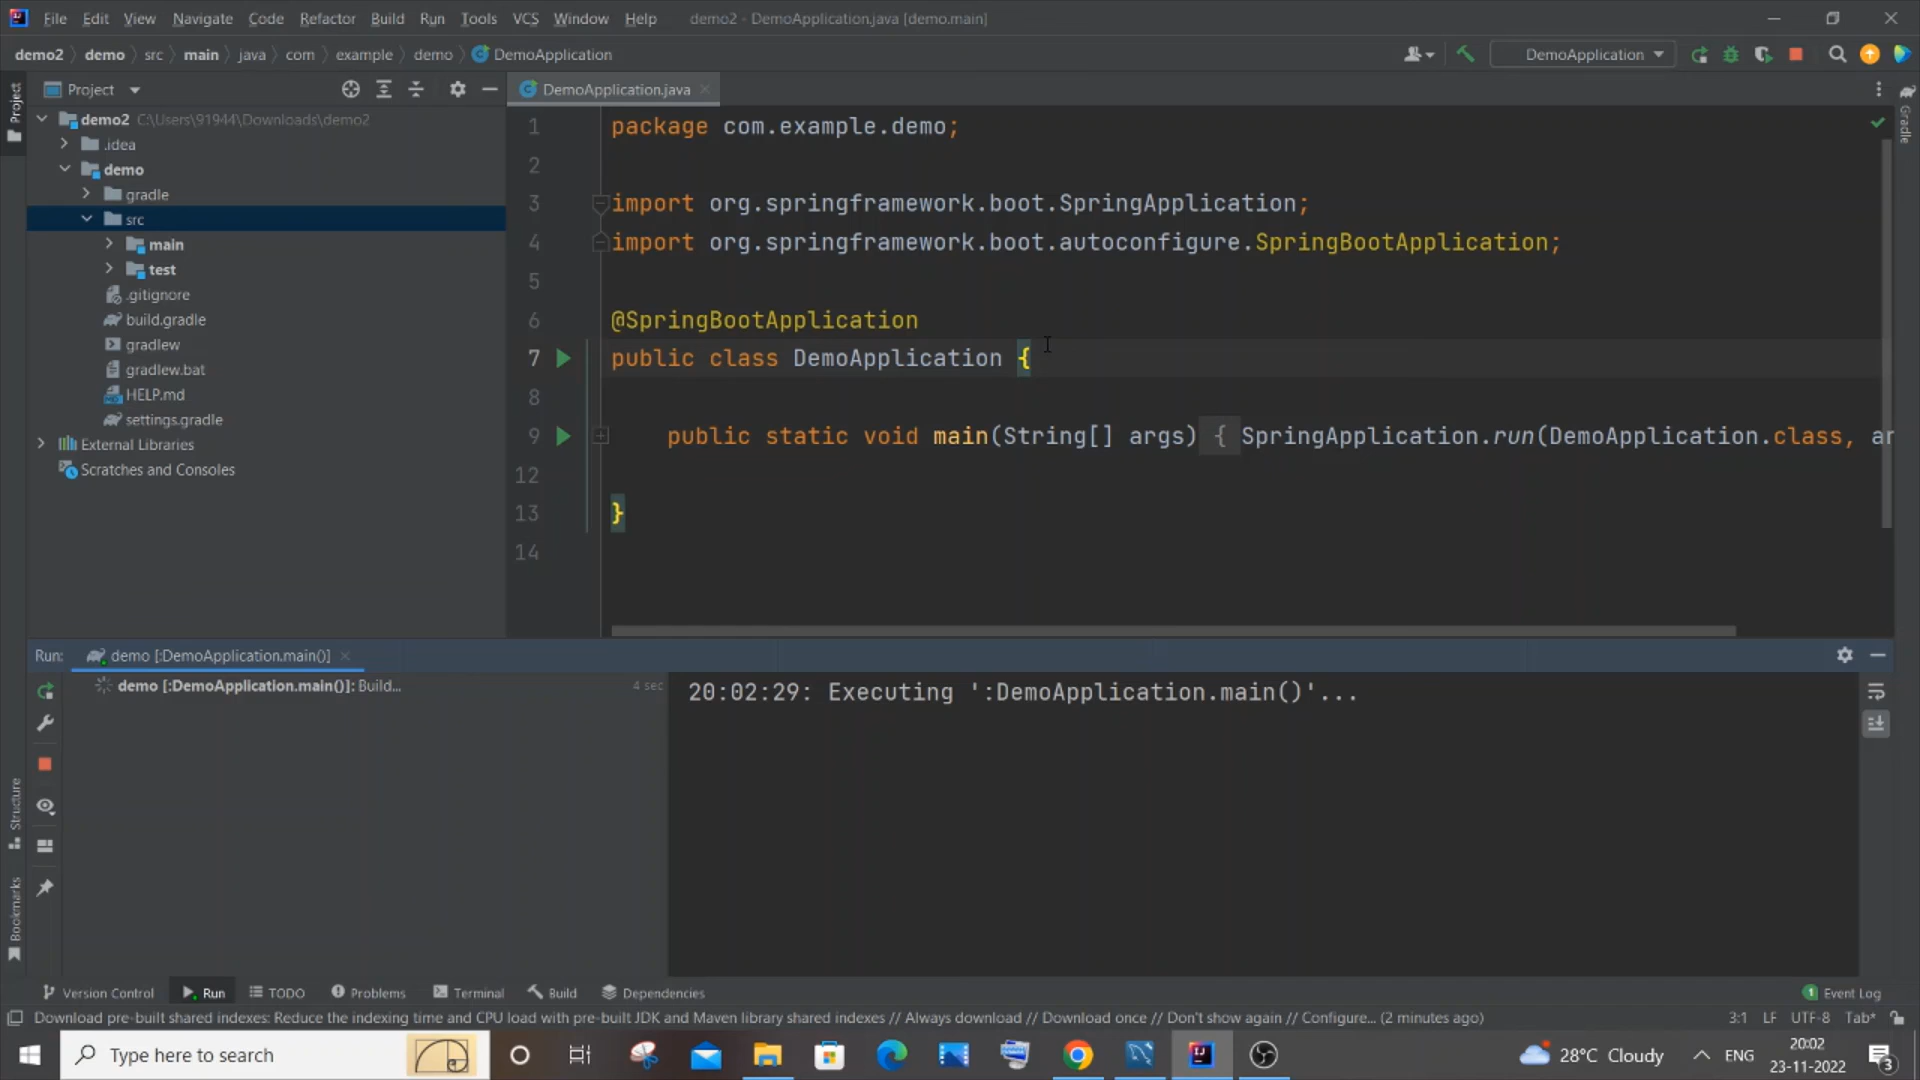 File Edit View Navigate Code Refactor Build Run Tools VCS Window Help demo2 - DemoApplication.java [demo.main]
demo2 demo src main java com example demo DemoApplication
DemoApplication
Project
DemoApplication.java
Project
Gradle
demo2 C:\Users\91944\Downloads\demo2
.idea
demo
gradle
src
main
test
.gitignore
build.gradle
gradlew
gradlew.bat
HELP.md
settings.gradle
External Libraries
Scratches and Consoles
1 package com.example.demo;
2
3 import org.springframework.boot.SpringApplication;
4 import org.springframework.boot.autoconfigure.SpringBootApplication;
5
6 @SpringBootApplication
7 public class DemoApplication {
8
9 public static void main(String[] args) { SpringApplication.run(DemoApplication.class, ar
12
13 }
14
Run: demo [:DemoApplication.main()]
demo [:DemoApplication.main()]: Build... 4 sec
20:02:29: Executing ':DemoApplication.main()'...
Structure
Bookmarks
Version Control Run TODO Problems Terminal Build Dependencies 1 Event Log
Download pre-built shared indexes: Reduce the indexing time and CPU load with pre-built JDK and Maven library shared indexes // Always download // Download once // Don't show again // Configure... (2 minutes ago) 3:1 LF UTF-8 Tab*
Type here to search 28°C Cloudy ENG 20:02
23-11-2022 3